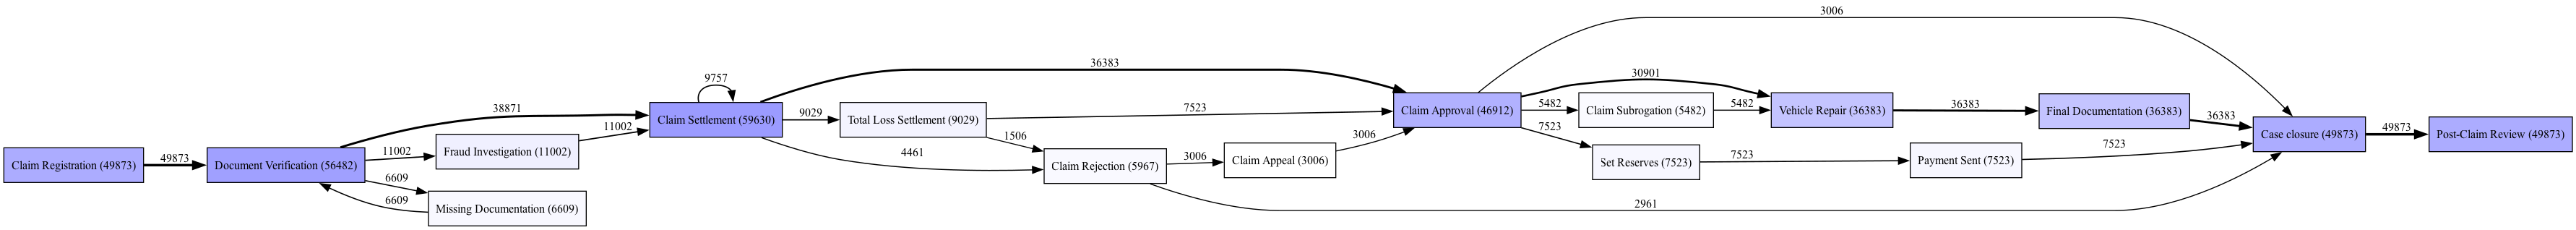 3006
9757
36383
38871
9029
7523
30901
Claim Settlement (59630)
Total Loss Settlement (9029)
Claim Approval (46912)
5482
Claim Subrogation (5482)
5482
Vehicle Repair (36383)
36383
Final Documentation (36383)
36383
11002
1506
3006
7523
Case closure (49873)
49873
Post-Claim Review (49873)
Claim Registration (49873)
49873
Document Verification (56482)
11002
Fraud Investigation (11002)
4461
Claim Rejection (5967)
3006
Claim Appeal (3006)
Set Reserves (7523)
7523
Payment Sent (7523)
7523
6609
6609
Missing Documentation (6609)
2961